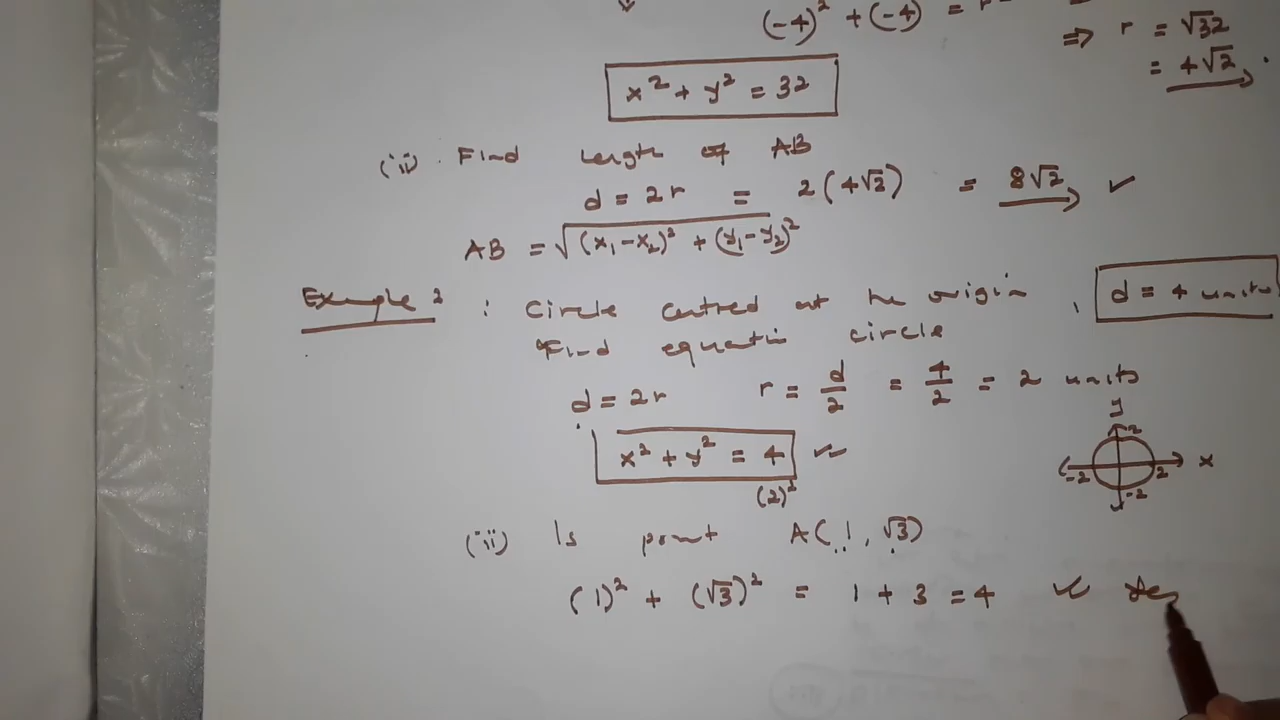 (-4)² + (-4) = r
⇒ r = √32
= 4√2
x² + y² = 32
(ii) Find length of AB
d = 2r = 2(4√2) = 8√2 ✓
AB = √(x₁-x₂)² + (y₁-y₂)²
Example 2 : Circle centred at the origin , d = 4 units
Find equation circle
d = 2r r = d/2 = 4/2 = 2 units
x² + y² = 4
(2)²
y
2
-2 2 x
-2
(ii) Is point A(1, √3)
(1)² + (√3)² = 1 + 3 = 4 ✓ Yes